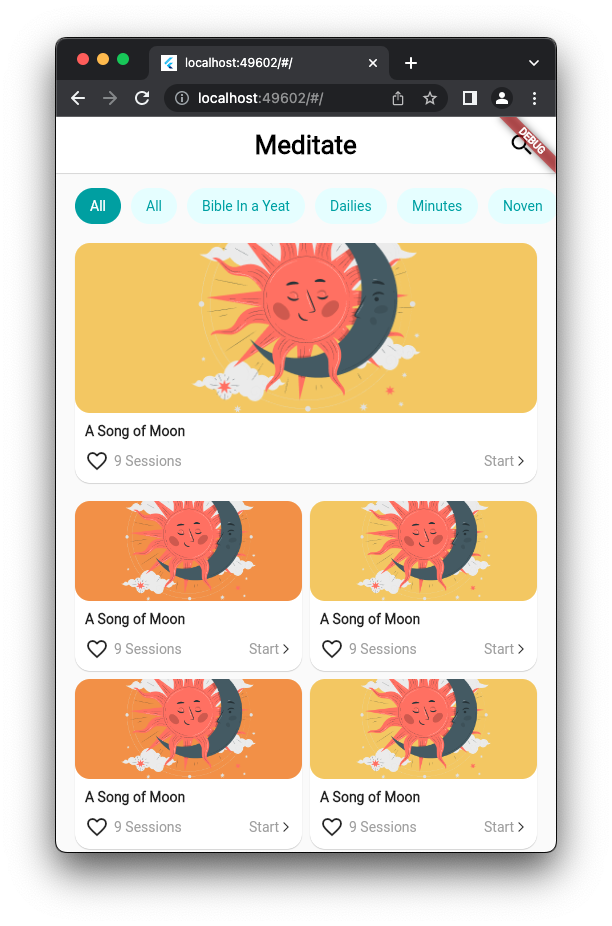 localhost:49602/#/
localhost:49602/#/
Meditate
DEBUG
All
All
Bible In a Yeat
Dailies
Minutes
Noven
A Song of Moon
9 Sessions
Start
A Song of Moon
9 Sessions
Start
A Song of Moon
9 Sessions
Start
A Song of Moon
9 Sessions
Start
A Song of Moon
9 Sessions
Start